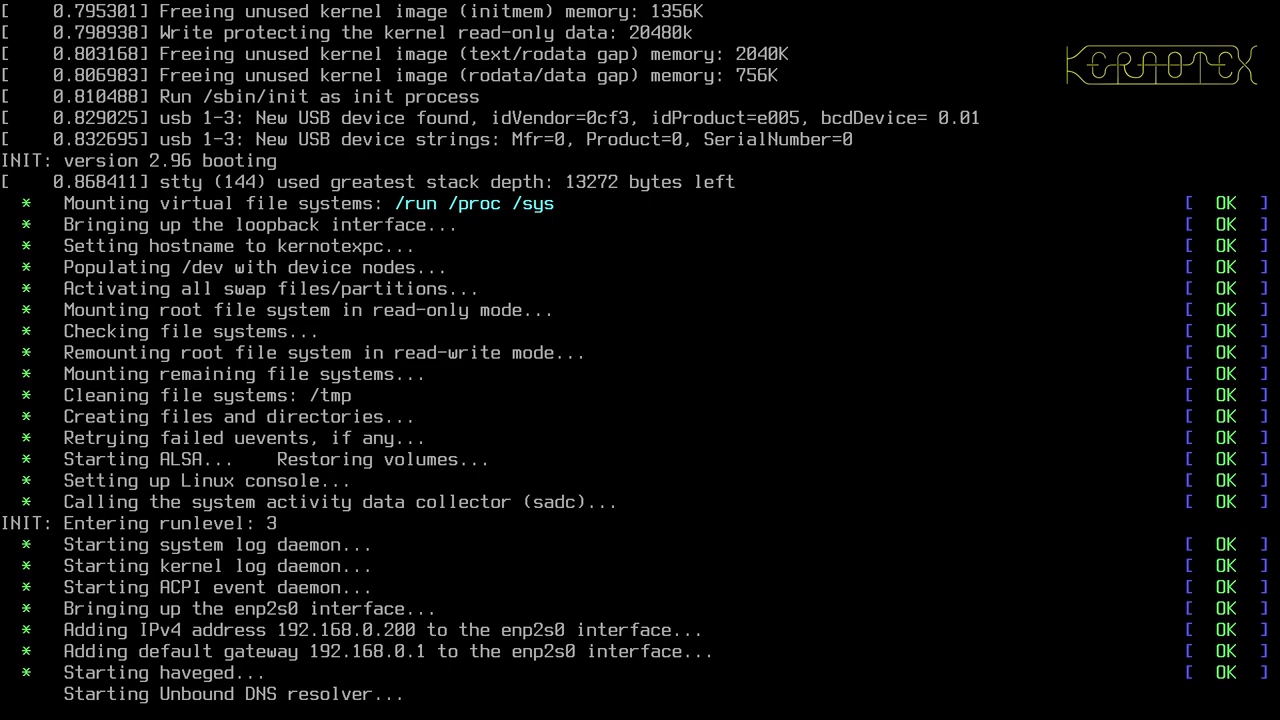 [    0.795301] Freeing unused kernel image (initmem) memory: 1356K
[    0.798938] Write protecting the kernel read-only data: 20480k
[    0.803168] Freeing unused kernel image (text/rodata gap) memory: 2040K
[    0.806983] Freeing unused kernel image (rodata/data gap) memory: 756K
KERNOTEX
[    0.810488] Run /sbin/init as init process
[    0.829025] usb 1-3: New USB device found, idVendor=0cf3, idProduct=e005, bcdDevice= 0.01
[    0.832695] usb 1-3: New USB device strings: Mfr=0, Product=0, SerialNumber=0
INIT: version 2.96 booting
[    0.868411] stty (144) used greatest stack depth: 13272 bytes left
* Mounting virtual file systems: /run /proc /sys [ OK ]
* Bringing up the loopback interface... [ OK ]
* Setting hostname to kernotexpc... [ OK ]
* Populating /dev with device nodes... [ OK ]
* Activating all swap files/partitions... [ OK ]
* Mounting root file system in read-only mode... [ OK ]
* Checking file systems... [ OK ]
* Remounting root file system in read-write mode... [ OK ]
* Mounting remaining file systems... [ OK ]
* Cleaning file systems: /tmp [ OK ]
* Creating files and directories... [ OK ]
* Retrying failed uevents, if any... [ OK ]
* Starting ALSA...    Restoring volumes... [ OK ]
* Setting up Linux console... [ OK ]
* Calling the system activity data collector (sadc)... [ OK ]
INIT: Entering runlevel: 3
* Starting system log daemon... [ OK ]
* Starting kernel log daemon... [ OK ]
* Starting ACPI event daemon... [ OK ]
* Bringing up the enp2s0 interface... [ OK ]
* Adding IPv4 address 192.168.0.200 to the enp2s0 interface... [ OK ]
* Adding default gateway 192.168.0.1 to the enp2s0 interface... [ OK ]
* Starting haveged... [ OK ]
Starting Unbound DNS resolver...